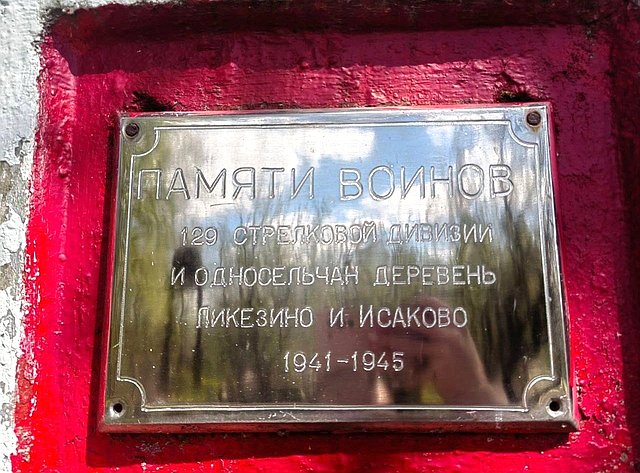 ПАМЯТИ ВОИНОВ
129 СТРЕЛКОВОЙ ДИВИЗИИ
И ОДНОСЕЛЬЧАН ДЕРЕВЕНЬ
ЛИКЕЗИНО И ИСАКОВО
1941-1945